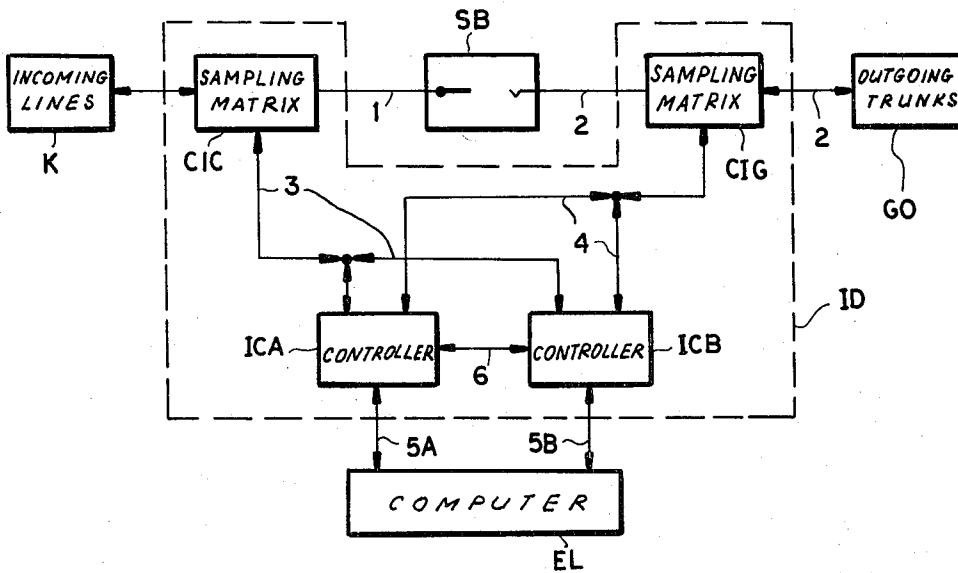 SB
INCOMING
LINES
K
SAMPLING
MATRIX
CIC
1
2
SAMPLING
MATRIX
CIG
2
OUTGOING
TRUNKS
GO
3
4
ID
ICA
CONTROLLER
6
CONTROLLER
ICB
5A
5B
COMPUTER
EL